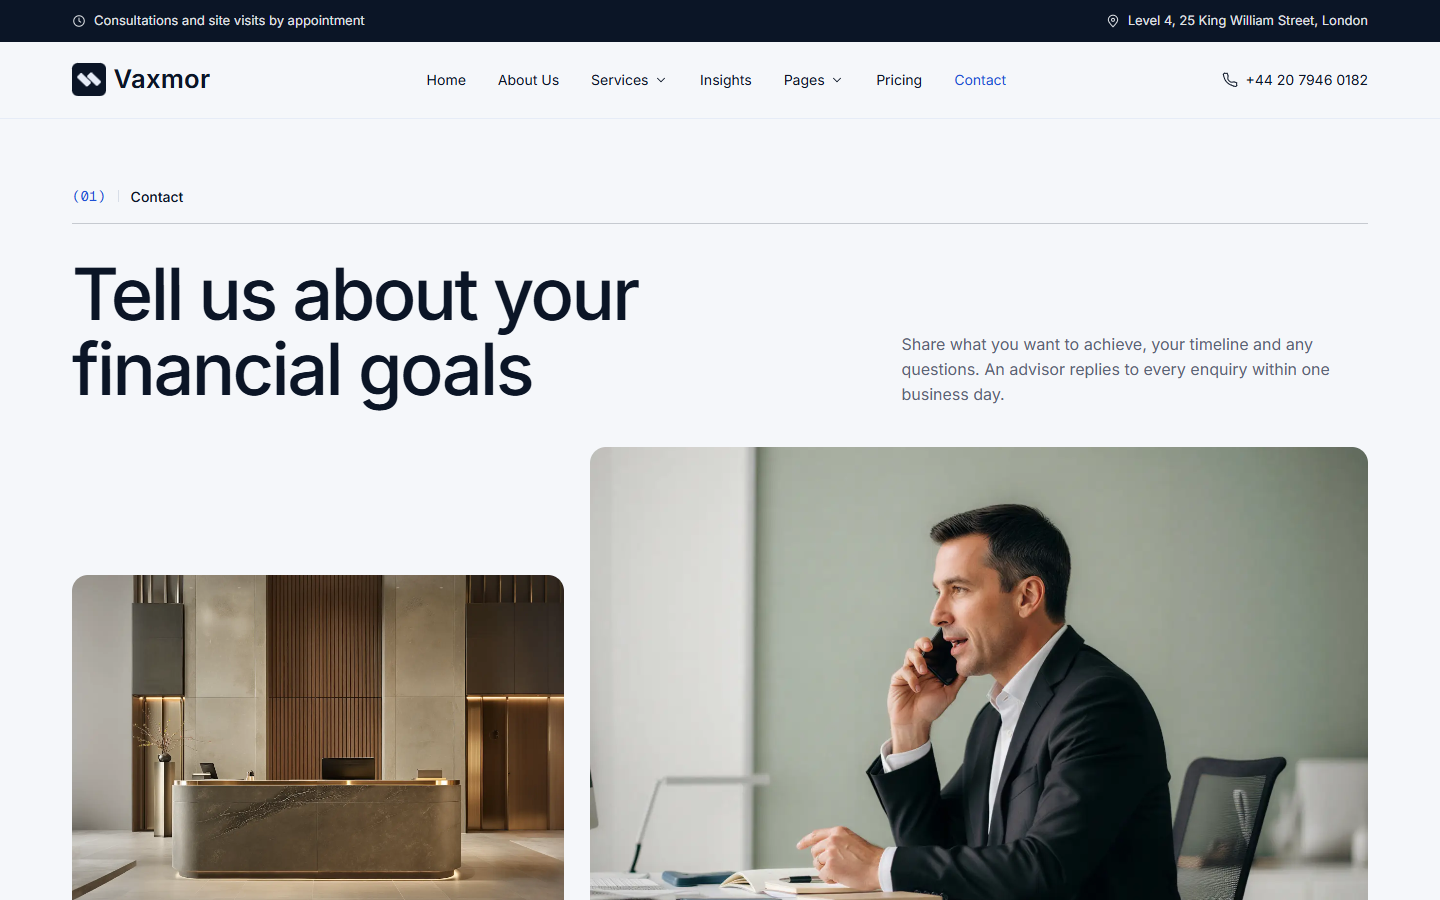 Consultations and site visits by appointment
Level 4, 25 King William Street, London
Vaxmor
Home
About Us
Services
Insights
Pages
Pricing
Contact
+44 20 7946 0182
(01)
Contact
Tell us about your
financial goals
Share what you want to achieve, your timeline and any
questions. An advisor replies to every enquiry within one
business day.